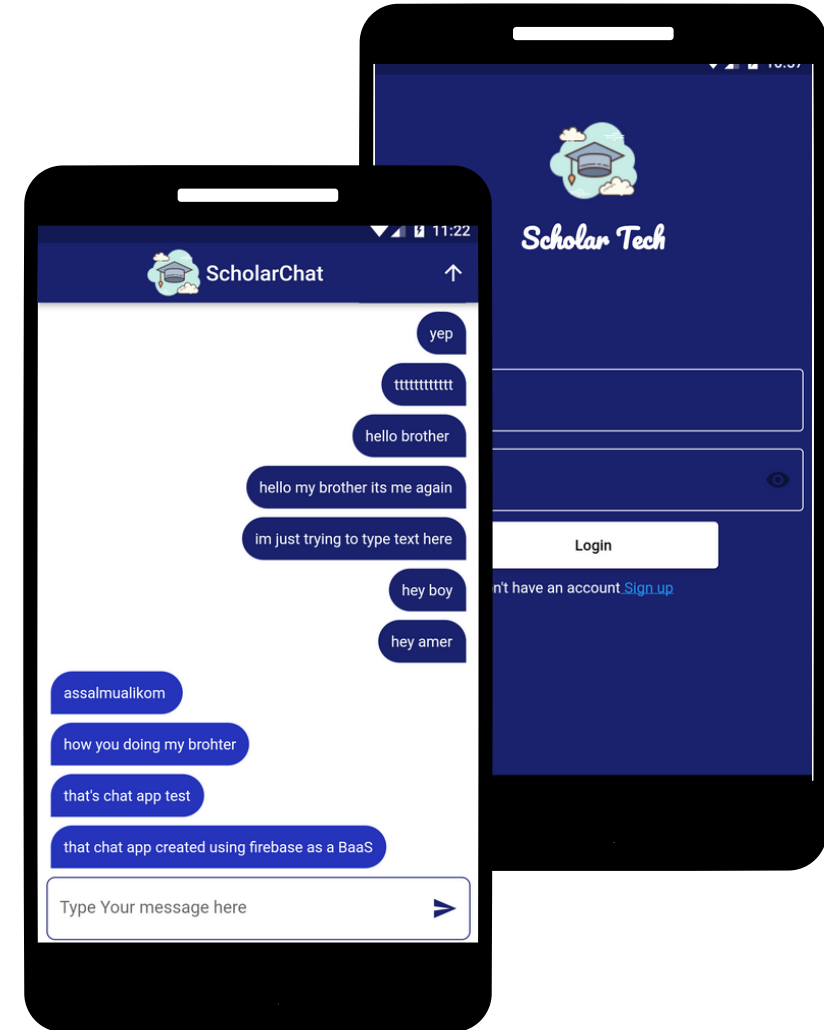 11:22
ScholarChat
yep
tttttttttttt
hello brother
hello my brother its me again
im just trying to type text here
hey boy
hey amer
assalmualikom
how you doing my brohter
that's chat app test
that chat app created using firebase as a BaaS
Type Your message here
Scholar Tech
Login
n't have an account Sign up